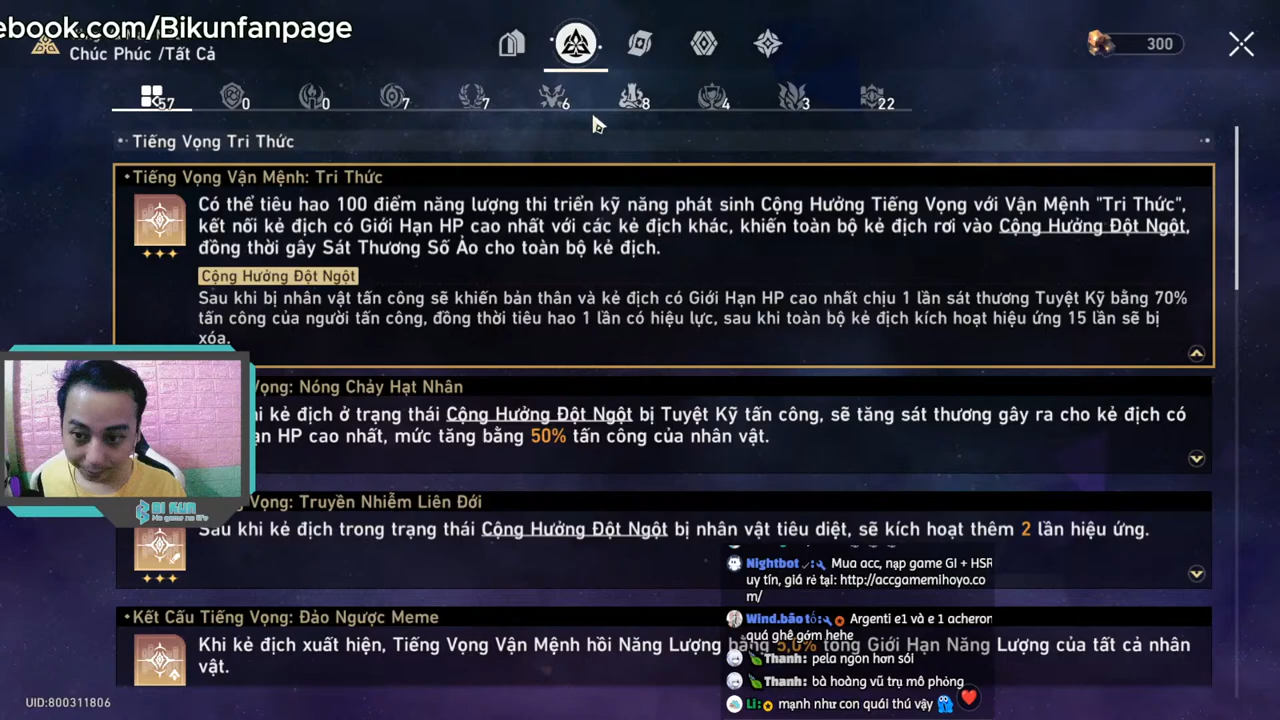 ebook.com/Bikunfanpage
Chúc Phúc /Tất Cả
300
57
0
0
7
7
6
8
4
3
22
Tiếng Vọng Tri Thức
Tiếng Vọng Vận Mệnh: Tri Thức
Có thể tiêu hao 100 điểm năng lượng thi triển kỹ năng phát sinh Cộng Hưởng Tiếng Vọng với Vận Mệnh "Tri Thức",
kết nối kẻ địch có Giới Hạn HP cao nhất với các kẻ địch khác, khiến toàn bộ kẻ địch rơi vào Cộng Hưởng Đột Ngột,
đồng thời gây Sát Thương Số Ảo cho toàn bộ kẻ địch.
Cộng Hưởng Đột Ngột
Sau khi bị nhân vật tấn công sẽ khiến bản thân và kẻ địch có Giới Hạn HP cao nhất chịu 1 lần sát thương Tuyệt Kỹ bằng 70%
tấn công của người tấn công, đồng thời tiêu hao 1 lần có hiệu lực, sau khi toàn bộ kẻ địch kích hoạt hiệu ứng 15 lần sẽ bị
xóa.
Vọng: Nóng Chảy Hạt Nhân
hi kẻ địch ở trạng thái Cộng Hưởng Đột Ngột bị Tuyệt Kỹ tấn công, sẽ tăng sát thương gây ra cho kẻ địch có
ạn HP cao nhất, mức tăng bằng 50% tấn công của nhân vật.
Vọng: Truyền Nhiễm Liên Đới
Sau khi kẻ địch trong trạng thái Cộng Hưởng Đột Ngột bị nhân vật tiêu diệt, sẽ kích hoạt thêm 2 lần hiệu ứng.
Kết Cấu Tiếng Vọng: Đảo Ngược Meme
Khi kẻ địch xuất hiện, Tiếng Vọng Vận Mệnh hồi Năng Lượng bằng 5,0% tổng Giới Hạn Năng Lượng của tất cả nhân
vật.
BI KUN
No game no life
Nightbot : Mua acc, nạp game GI + HSR
uy tín, giá rẻ tại: http://accgamemihoyo.co
m/
Wind.bão tố: Argenti e1 và e 1 acheron
quá ghê gớm hehe
Thanh: pela ngon hơn sói
Thanh: bà hoàng vũ trụ mô phỏng
Li: mạnh như con quái thú vậy
UID:800311806